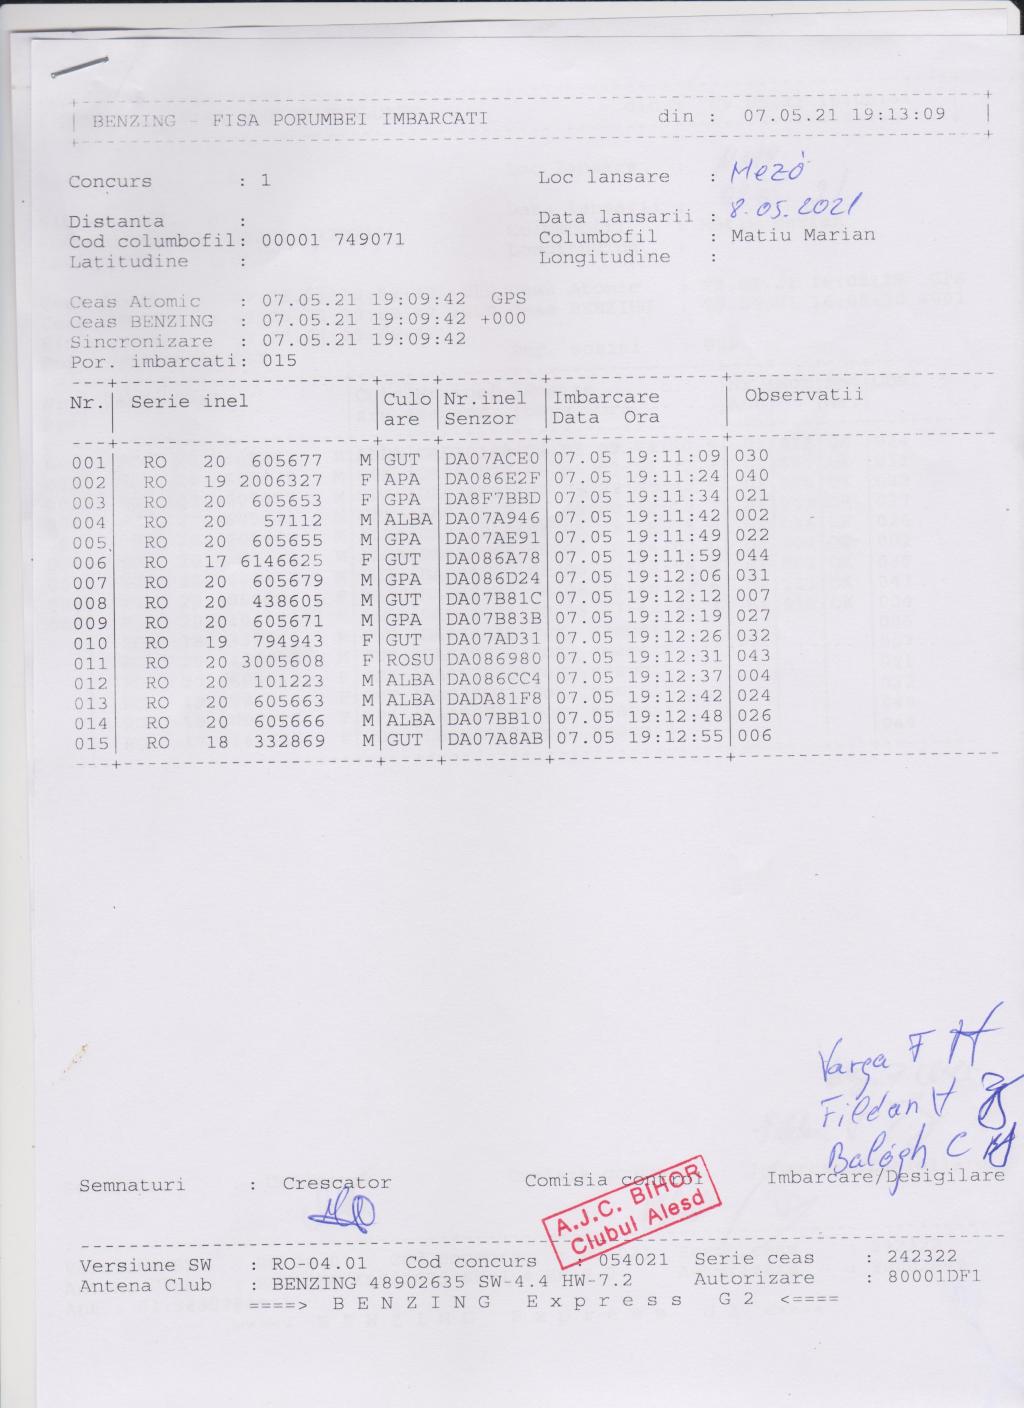 BENZING - FISA PORUMBEI IMBARCATI din : 07.05.21 19:13:09
Concurs : 1 Loc lansare : Mező
Distanta : Data lansarii : 8.05.2021
Cod columbofil: 00001 749071 Columbofil : Matiu Marian
Latitudine : Longitudine :
Ceas Atomic : 07.05.21 19:09:42 GPS
Ceas BENZING : 07.05.21 19:09:42 +000
Sincronizare : 07.05.21 19:09:42
Por. imbarcati: 015
Nr. Serie inel Culo Nr.inel Imbarcare Observatii
are Senzor Data Ora
001 RO 20 605677 M GUT DA07ACE0 07.05 19:11:09 030
002 RO 19 2006327 F APA DA086E2F 07.05 19:11:24 040
003 RO 20 605653 F GPA DA8F7BBD 07.05 19:11:34 021
004 RO 20 57112 M ALBA DA07A946 07.05 19:11:42 002
005 RO 20 605655 M GPA DA07AE91 07.05 19:11:49 022
006 RO 17 6146625 F GUT DA086A78 07.05 19:11:59 044
007 RO 20 605679 M GPA DA086D24 07.05 19:12:06 031
008 RO 20 438605 M GUT DA07B81C 07.05 19:12:12 007
009 RO 20 605671 M GPA DA07B83B 07.05 19:12:19 027
010 RO 19 794943 F GUT DA07AD31 07.05 19:12:26 032
011 RO 20 3005608 F ROSU DA086980 07.05 19:12:31 043
012 RO 20 101223 M ALBA DA086CC4 07.05 19:12:37 004
013 RO 20 605663 M ALBA DADA81F8 07.05 19:12:42 024
014 RO 20 605666 M ALBA DA07BB10 07.05 19:12:48 026
015 RO 18 332869 M GUT DA07A8AB 07.05 19:12:55 006
Varga F
Fildan V
Balógh C
Semnaturi : Crescator Comisia control Imbarcare/Desigilare
A.J.C. BIHOR
Clubul Alesd
Versiune SW : RO-04.01 Cod concurs : 054021 Serie ceas : 242322
Antena Club : BENZING 48902635 SW-4.4 HW-7.2 Autorizare : 80001DF1
====> B E N Z I N G E x p r e s s G 2 <====